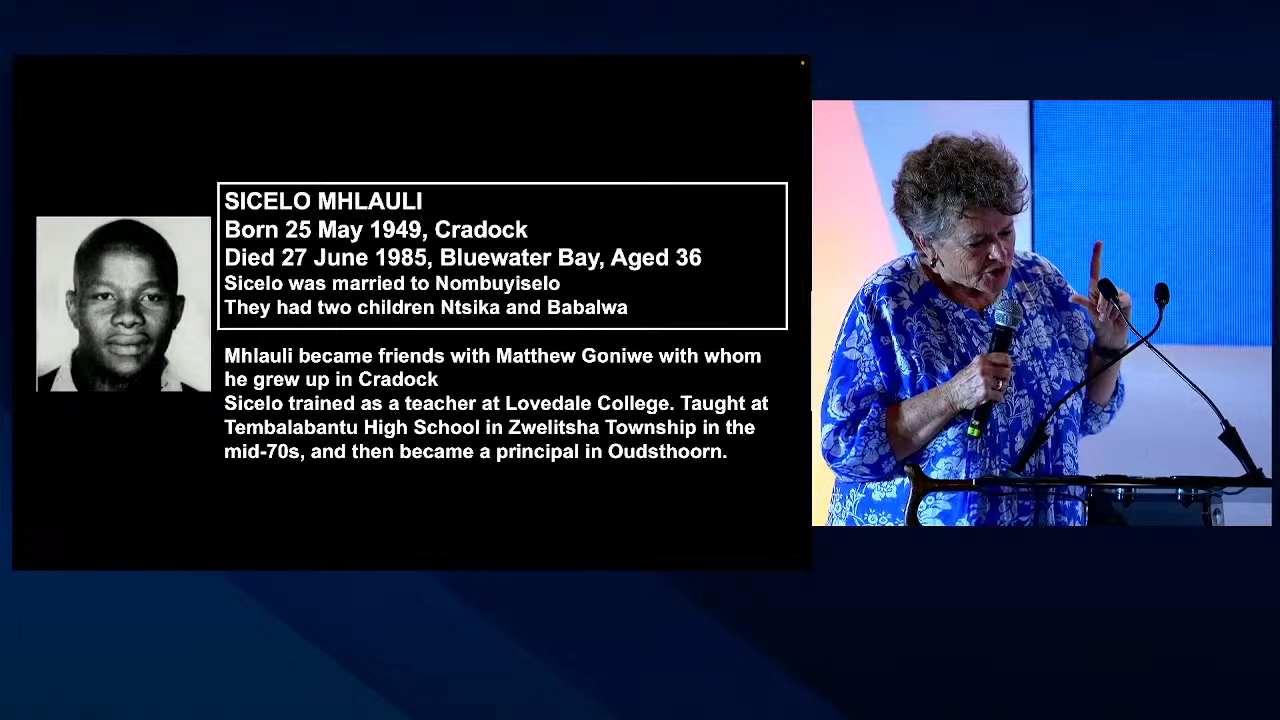 SICELO MHLAULI
Born 25 May 1949, Cradock
Died 27 June 1985, Bluewater Bay, Aged 36
Sicelo was married to Nombuyiselo
They had two children Ntsika and Babalwa
Mhlauli became friends with Matthew Goniwe with whom
he grew up in Cradock
Sicelo trained as a teacher at Lovedale College. Taught at
Tembalabantu High School in Zwelitsha Township in the
mid-70s, and then became a principal in Oudsthoorn.